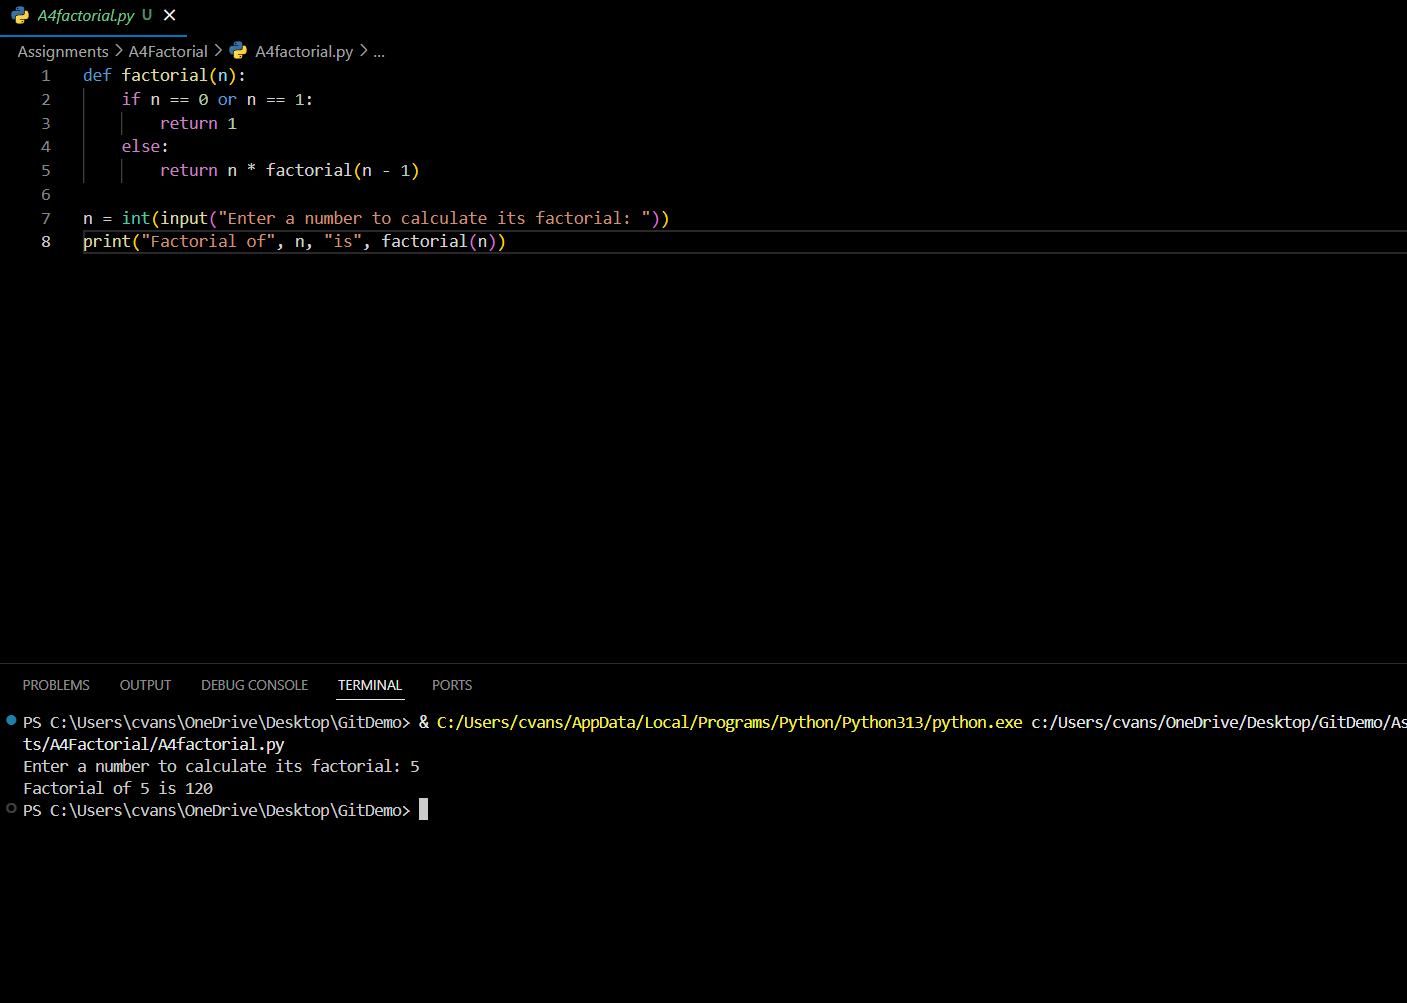 A4factorial.py U ×
Assignments > A4Factorial > A4factorial.py > ...
1 def factorial(n):
2     if n == 0 or n == 1:
3         return 1
4     else:
5         return n * factorial(n - 1)
6
7 n = int(input("Enter a number to calculate its factorial: "))
8 print("Factorial of", n, "is", factorial(n))
PROBLEMS OUTPUT DEBUG CONSOLE TERMINAL PORTS
PS C:\Users\cvans\OneDrive\Desktop\GitDemo> & C:/Users/cvans/AppData/Local/Programs/Python/Python313/python.exe c:/Users/cvans/OneDrive/Desktop/GitDemo/As
ts/A4Factorial/A4factorial.py
Enter a number to calculate its factorial: 5
Factorial of 5 is 120
PS C:\Users\cvans\OneDrive\Desktop\GitDemo>